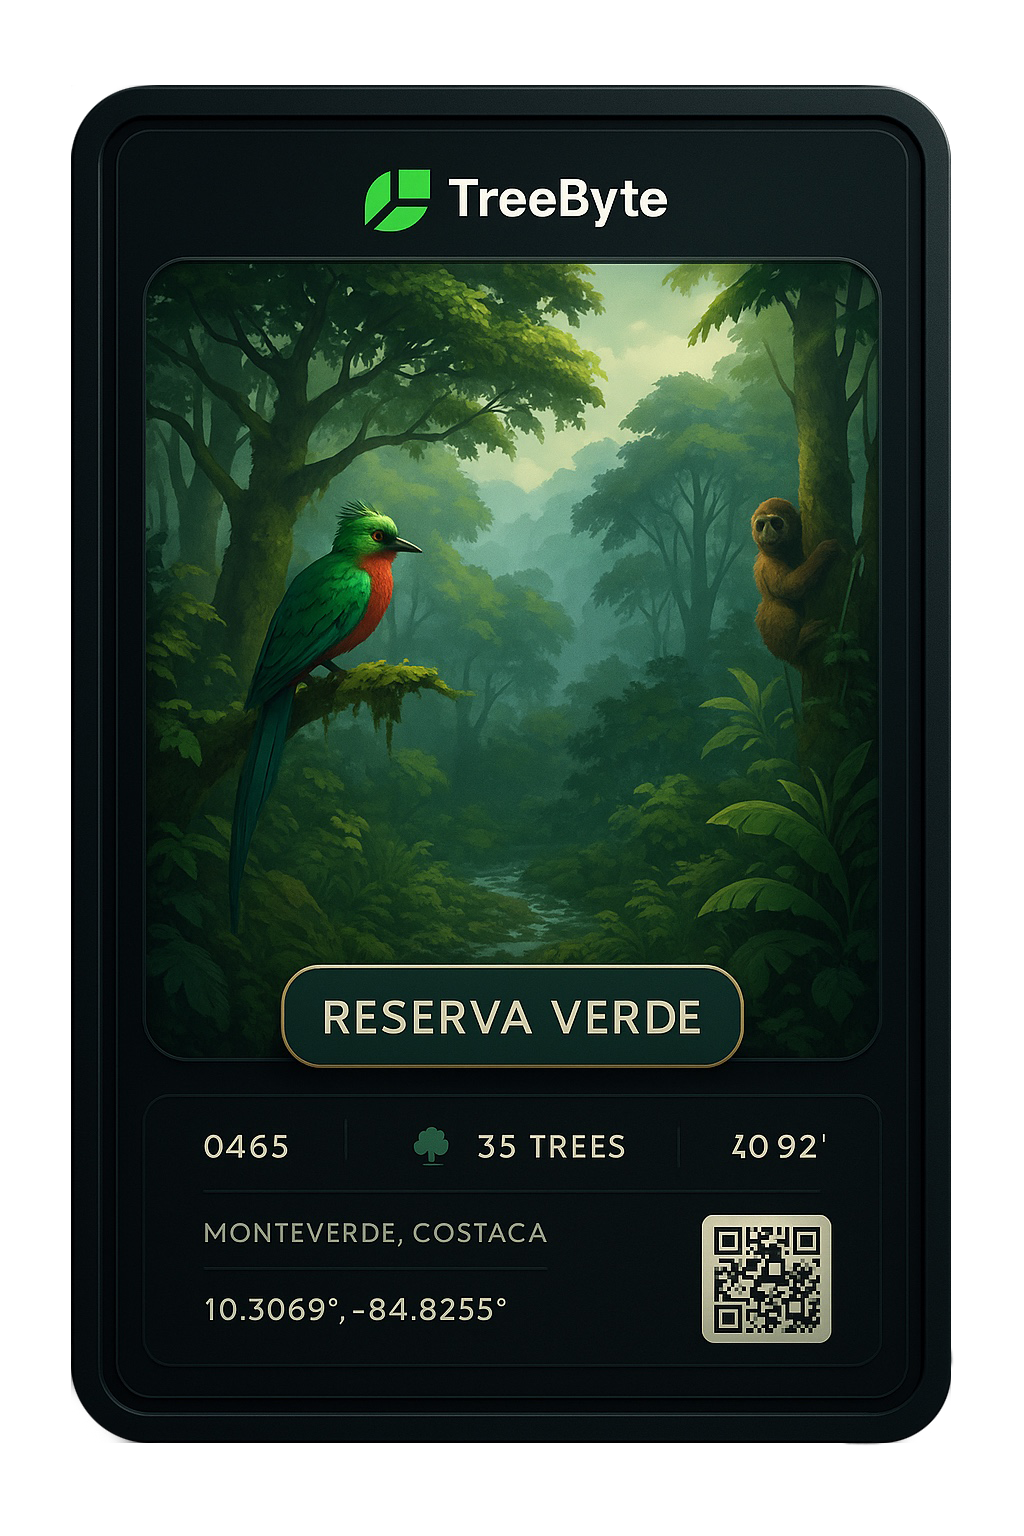 TreeByte
RESERVA VERDE
0465
35 TREES
MONTEVERDE, COSTACA
10.3069°,-84.8255°